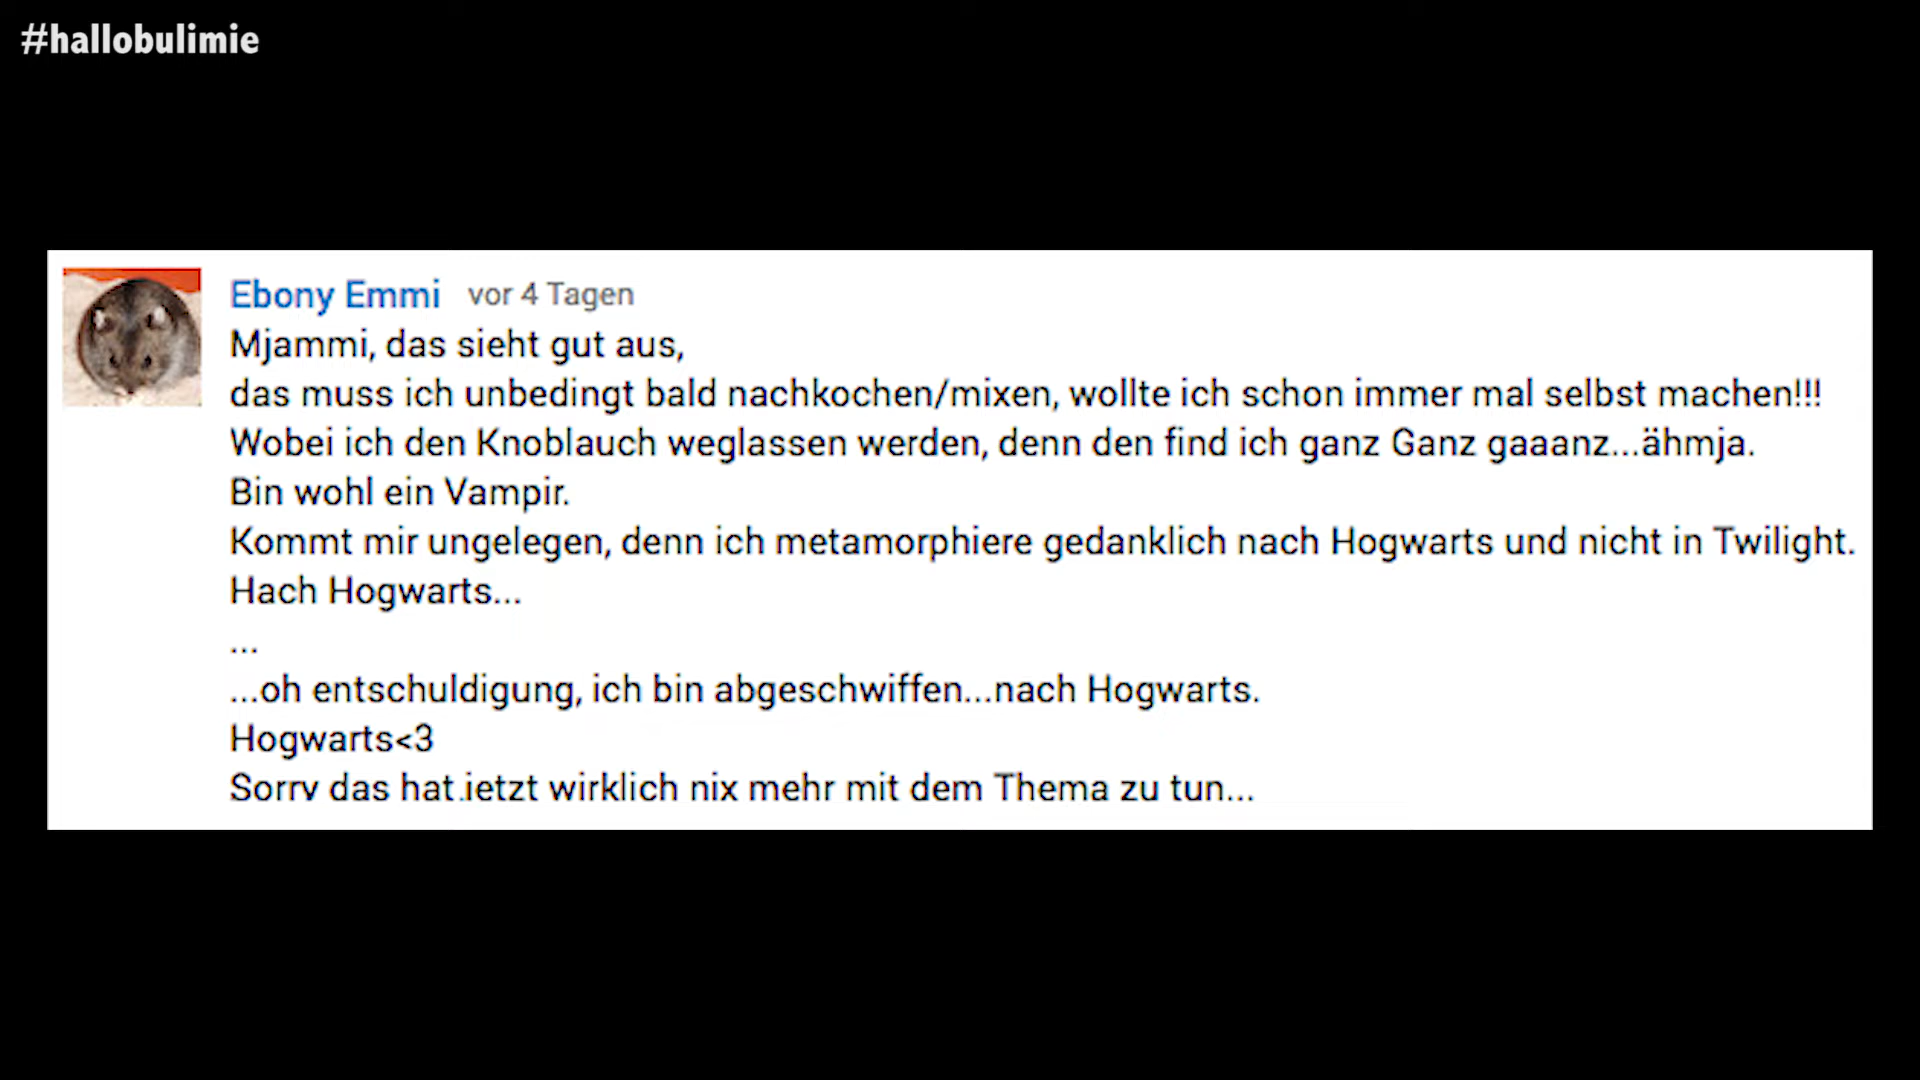 #hallobulimie
Ebony Emmi vor 4 Tagen
Mjammi, das sieht gut aus,
das muss ich unbedingt bald nachkochen/mixen, wollte ich schon immer mal selbst machen!!!
Wobei ich den Knoblauch weglassen werden, denn den find ich ganz Ganz gaaanz...ähmja.
Bin wohl ein Vampir.
Kommt mir ungelegen, denn ich metamorphiere gedanklich nach Hogwarts und nicht in Twilight.
Hach Hogwarts...
...
...oh entschuldigung, ich bin abgeschwiffen...nach Hogwarts.
Hogwarts<3
Sorry das hat jetzt wirklich nix mehr mit dem Thema zu tun...